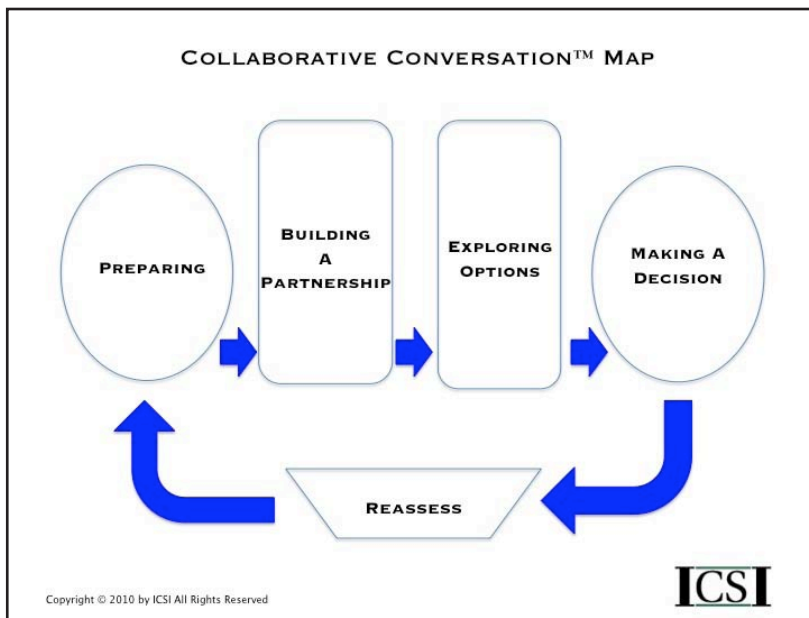 COLLABORATIVE CONVERSATION™ MAP
PREPARING
BUILDING
A
PARTNERSHIP
EXPLORING
OPTIONS
MAKING A
DECISION
REASSESS
Copyright © 2010 by ICSI All Rights Reserved
ICSI